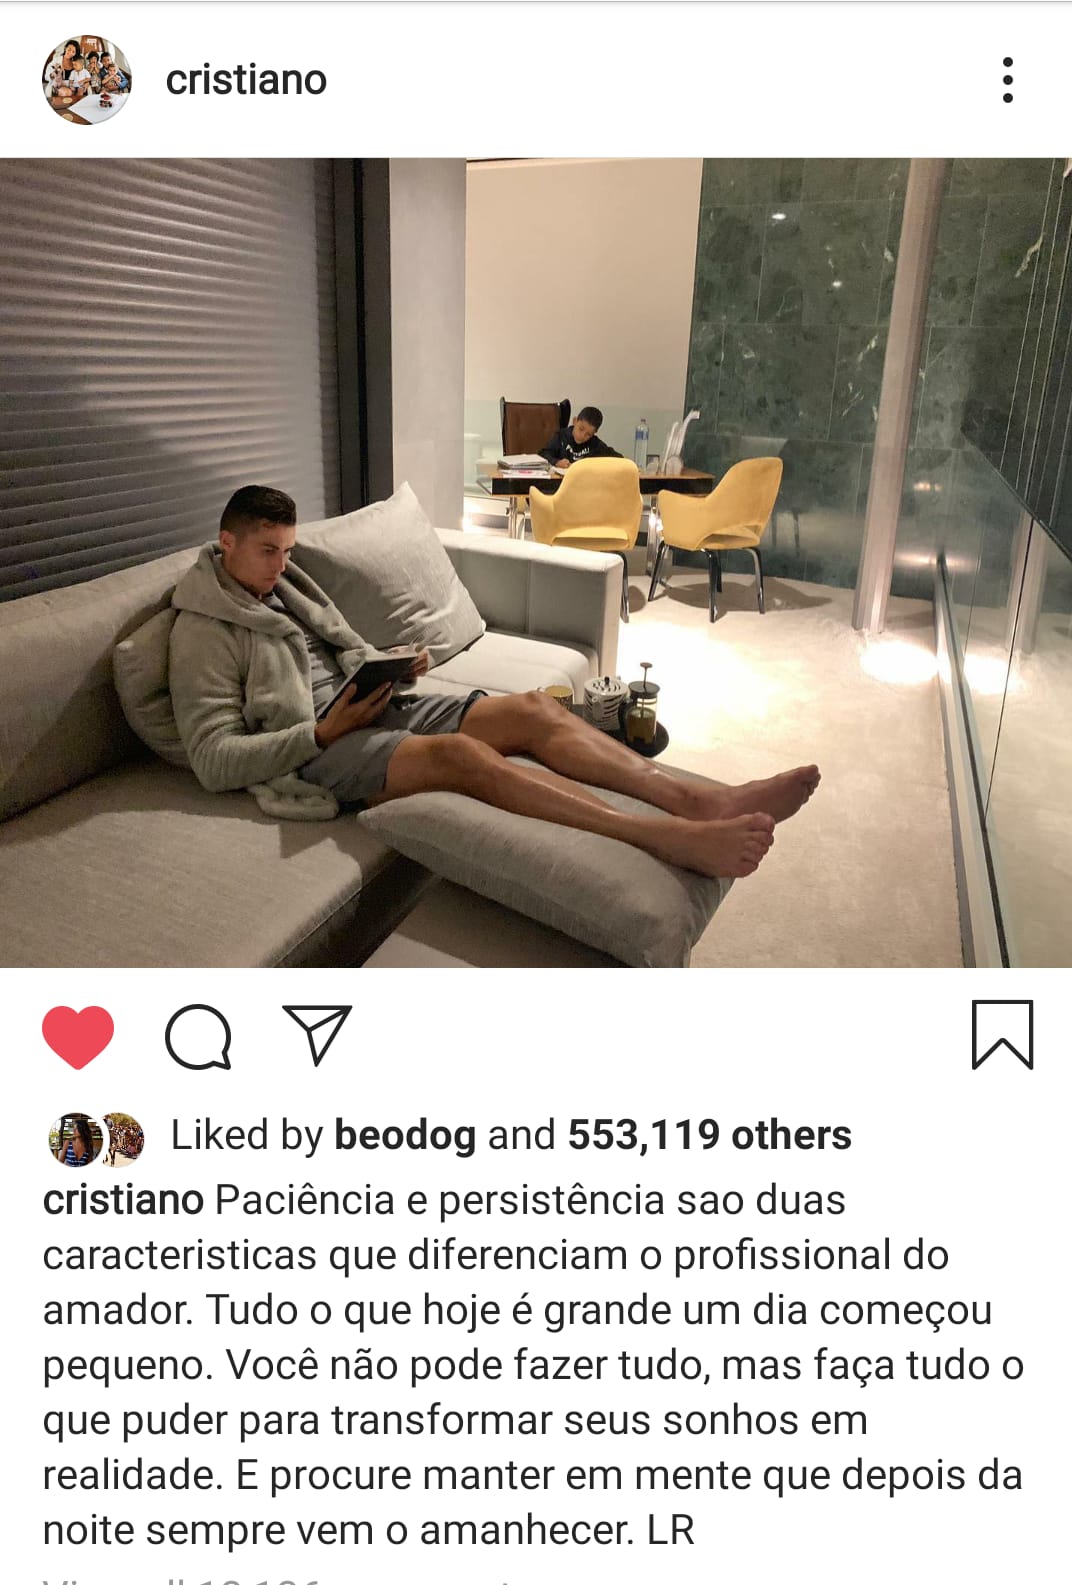 cristiano
Liked by beodog and 553,119 others
cristiano Paciência e persistência sao duas
caracteristicas que diferenciam o profissional do
amador. Tudo o que hoje é grande um dia começou
pequeno. Você não pode fazer tudo, mas faça tudo o
que puder para transformar seus sonhos em
realidade. E procure manter em mente que depois da
noite sempre vem o amanhecer. LR